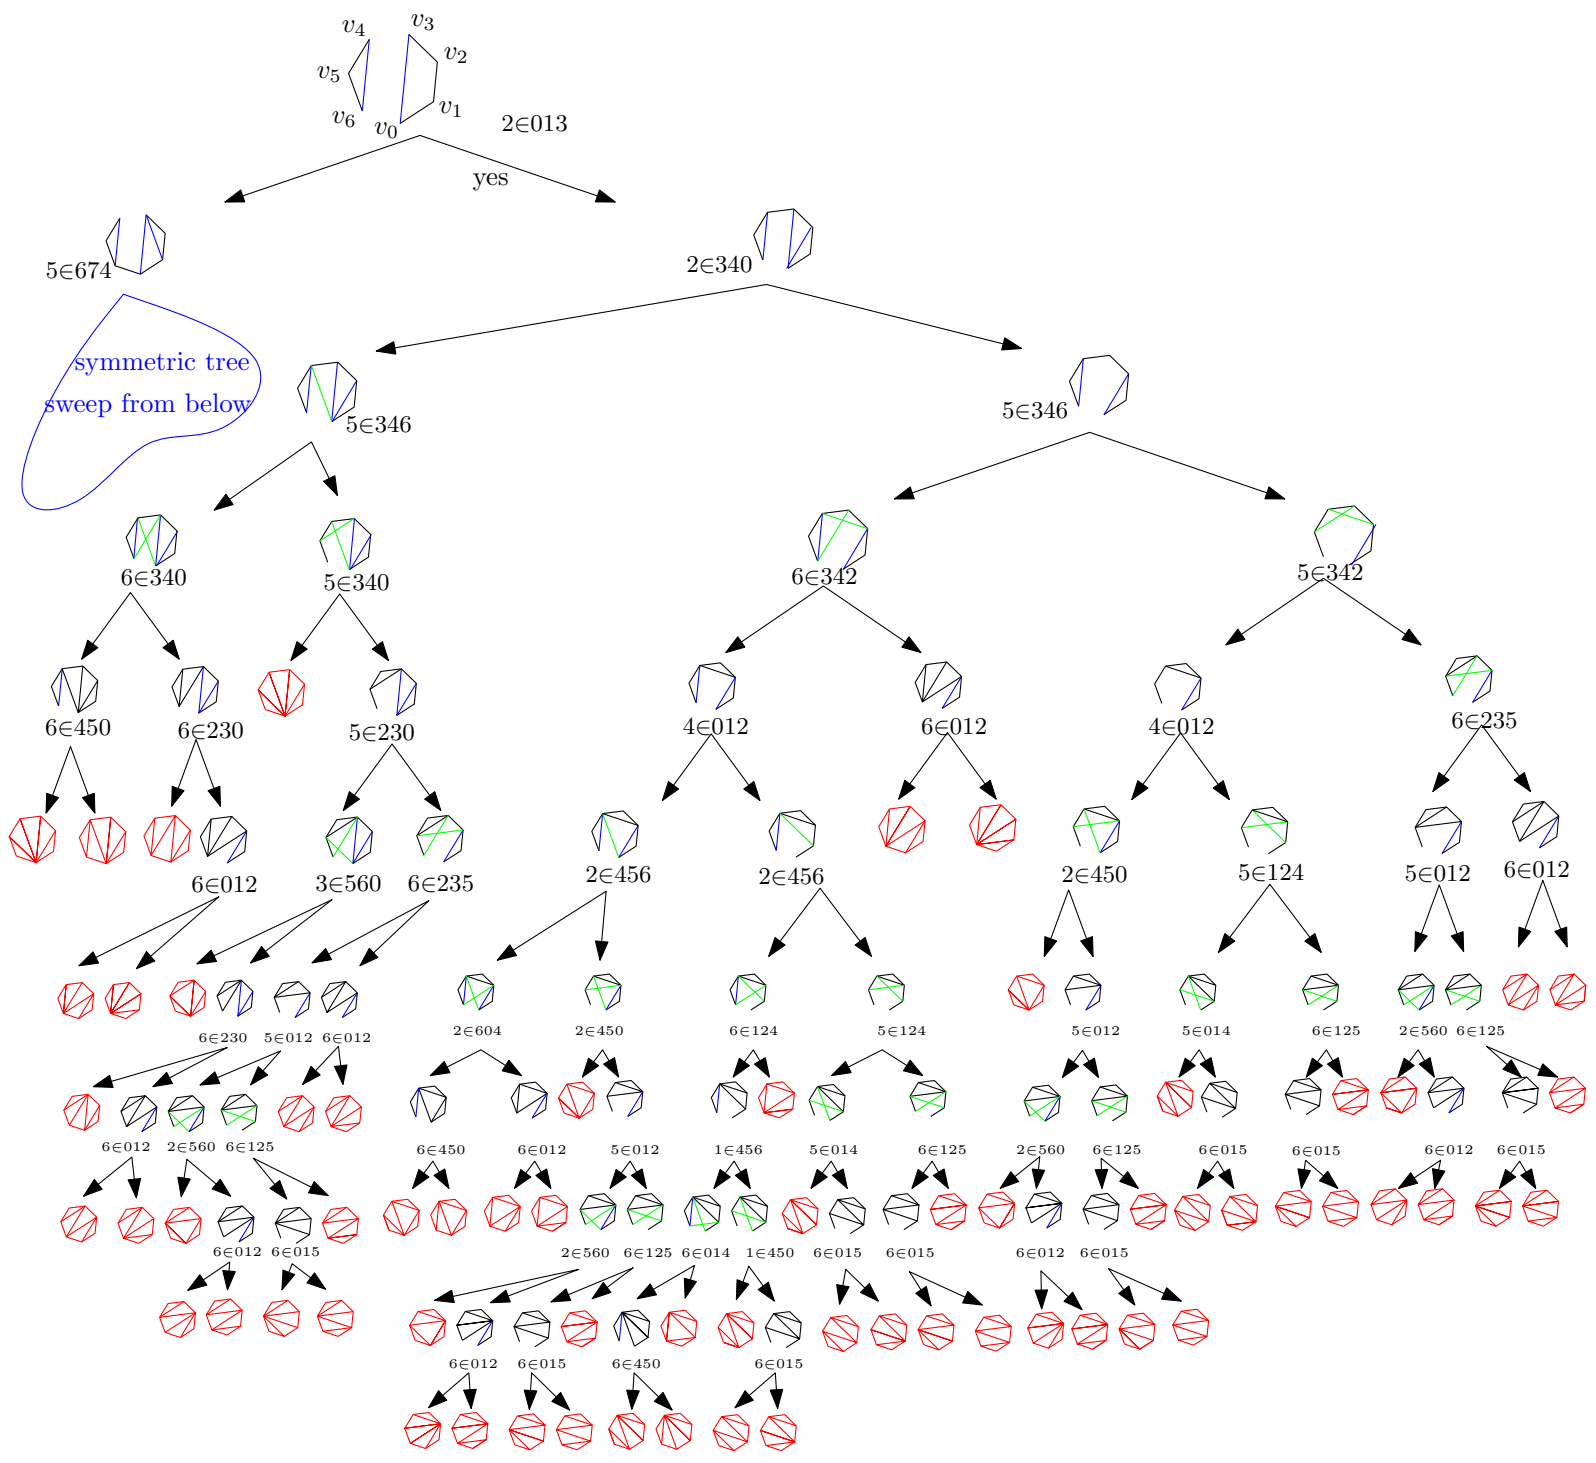 v4 v3
v5 v2
v6 v0 v1 2∈013
yes
5∈674 2∈340
symmetric tree
sweep from below
5∈346 5∈346
6∈340 5∈340 6∈342 5∈342
6∈450 6∈230 5∈230 4∈012 6∈012 4∈012 6∈235
6∈012 3∈560 6∈235 2∈456 2∈456 2∈450 5∈124 5∈012 6∈012
6∈230 5∈012 6∈012 2∈604 2∈450 6∈124 5∈124 5∈012 5∈014 6∈125 2∈560 6∈125
6∈012 2∈560 6∈125 6∈450 6∈012 5∈012 1∈456 5∈014 6∈125 2∈560 6∈125 6∈015 6∈015 6∈012 6∈015
6∈012 6∈015 2∈560 6∈125 6∈014 1∈450 6∈015 6∈015 6∈012 6∈015
6∈012 6∈015 6∈450 6∈015